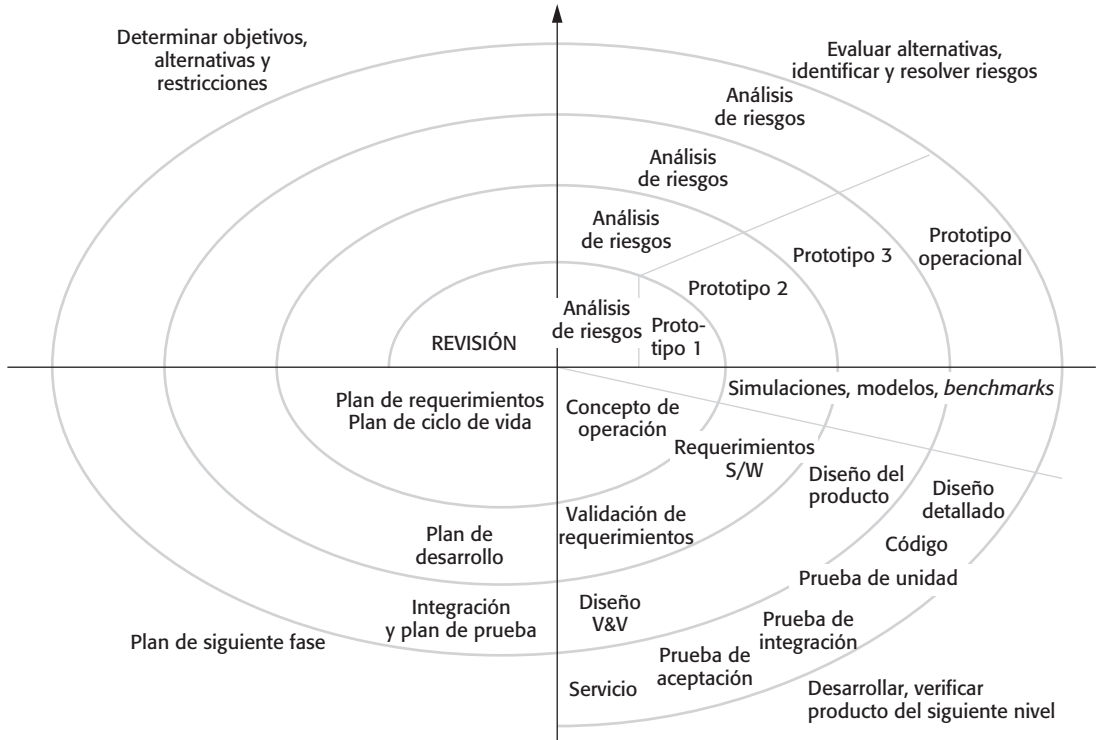 Determinar objetivos,
alternativas y
restricciones
Evaluar alternativas,
identificar y resolver riesgos
Análisis
de riesgos
Análisis
de riesgos
Análisis
de riesgos
Prototipo
operacional
Prototipo 3
Prototipo 2
Análisis
de riesgos
Proto-
tipo 1
REVISIÓN
Plan de requerimientos
Plan de ciclo de vida
Concepto de
operación
Simulaciones, modelos, benchmarks
Requerimientos
S/W
Diseño del
producto
Diseño
detallado
Validación de
requerimientos
Plan de
desarrollo
Código
Prueba de unidad
Integración
y plan de prueba
Diseño
V&V
Prueba de
integración
Plan de siguiente fase
Prueba de
aceptación
Servicio
Desarrollar, verificar
producto del siguiente nivel